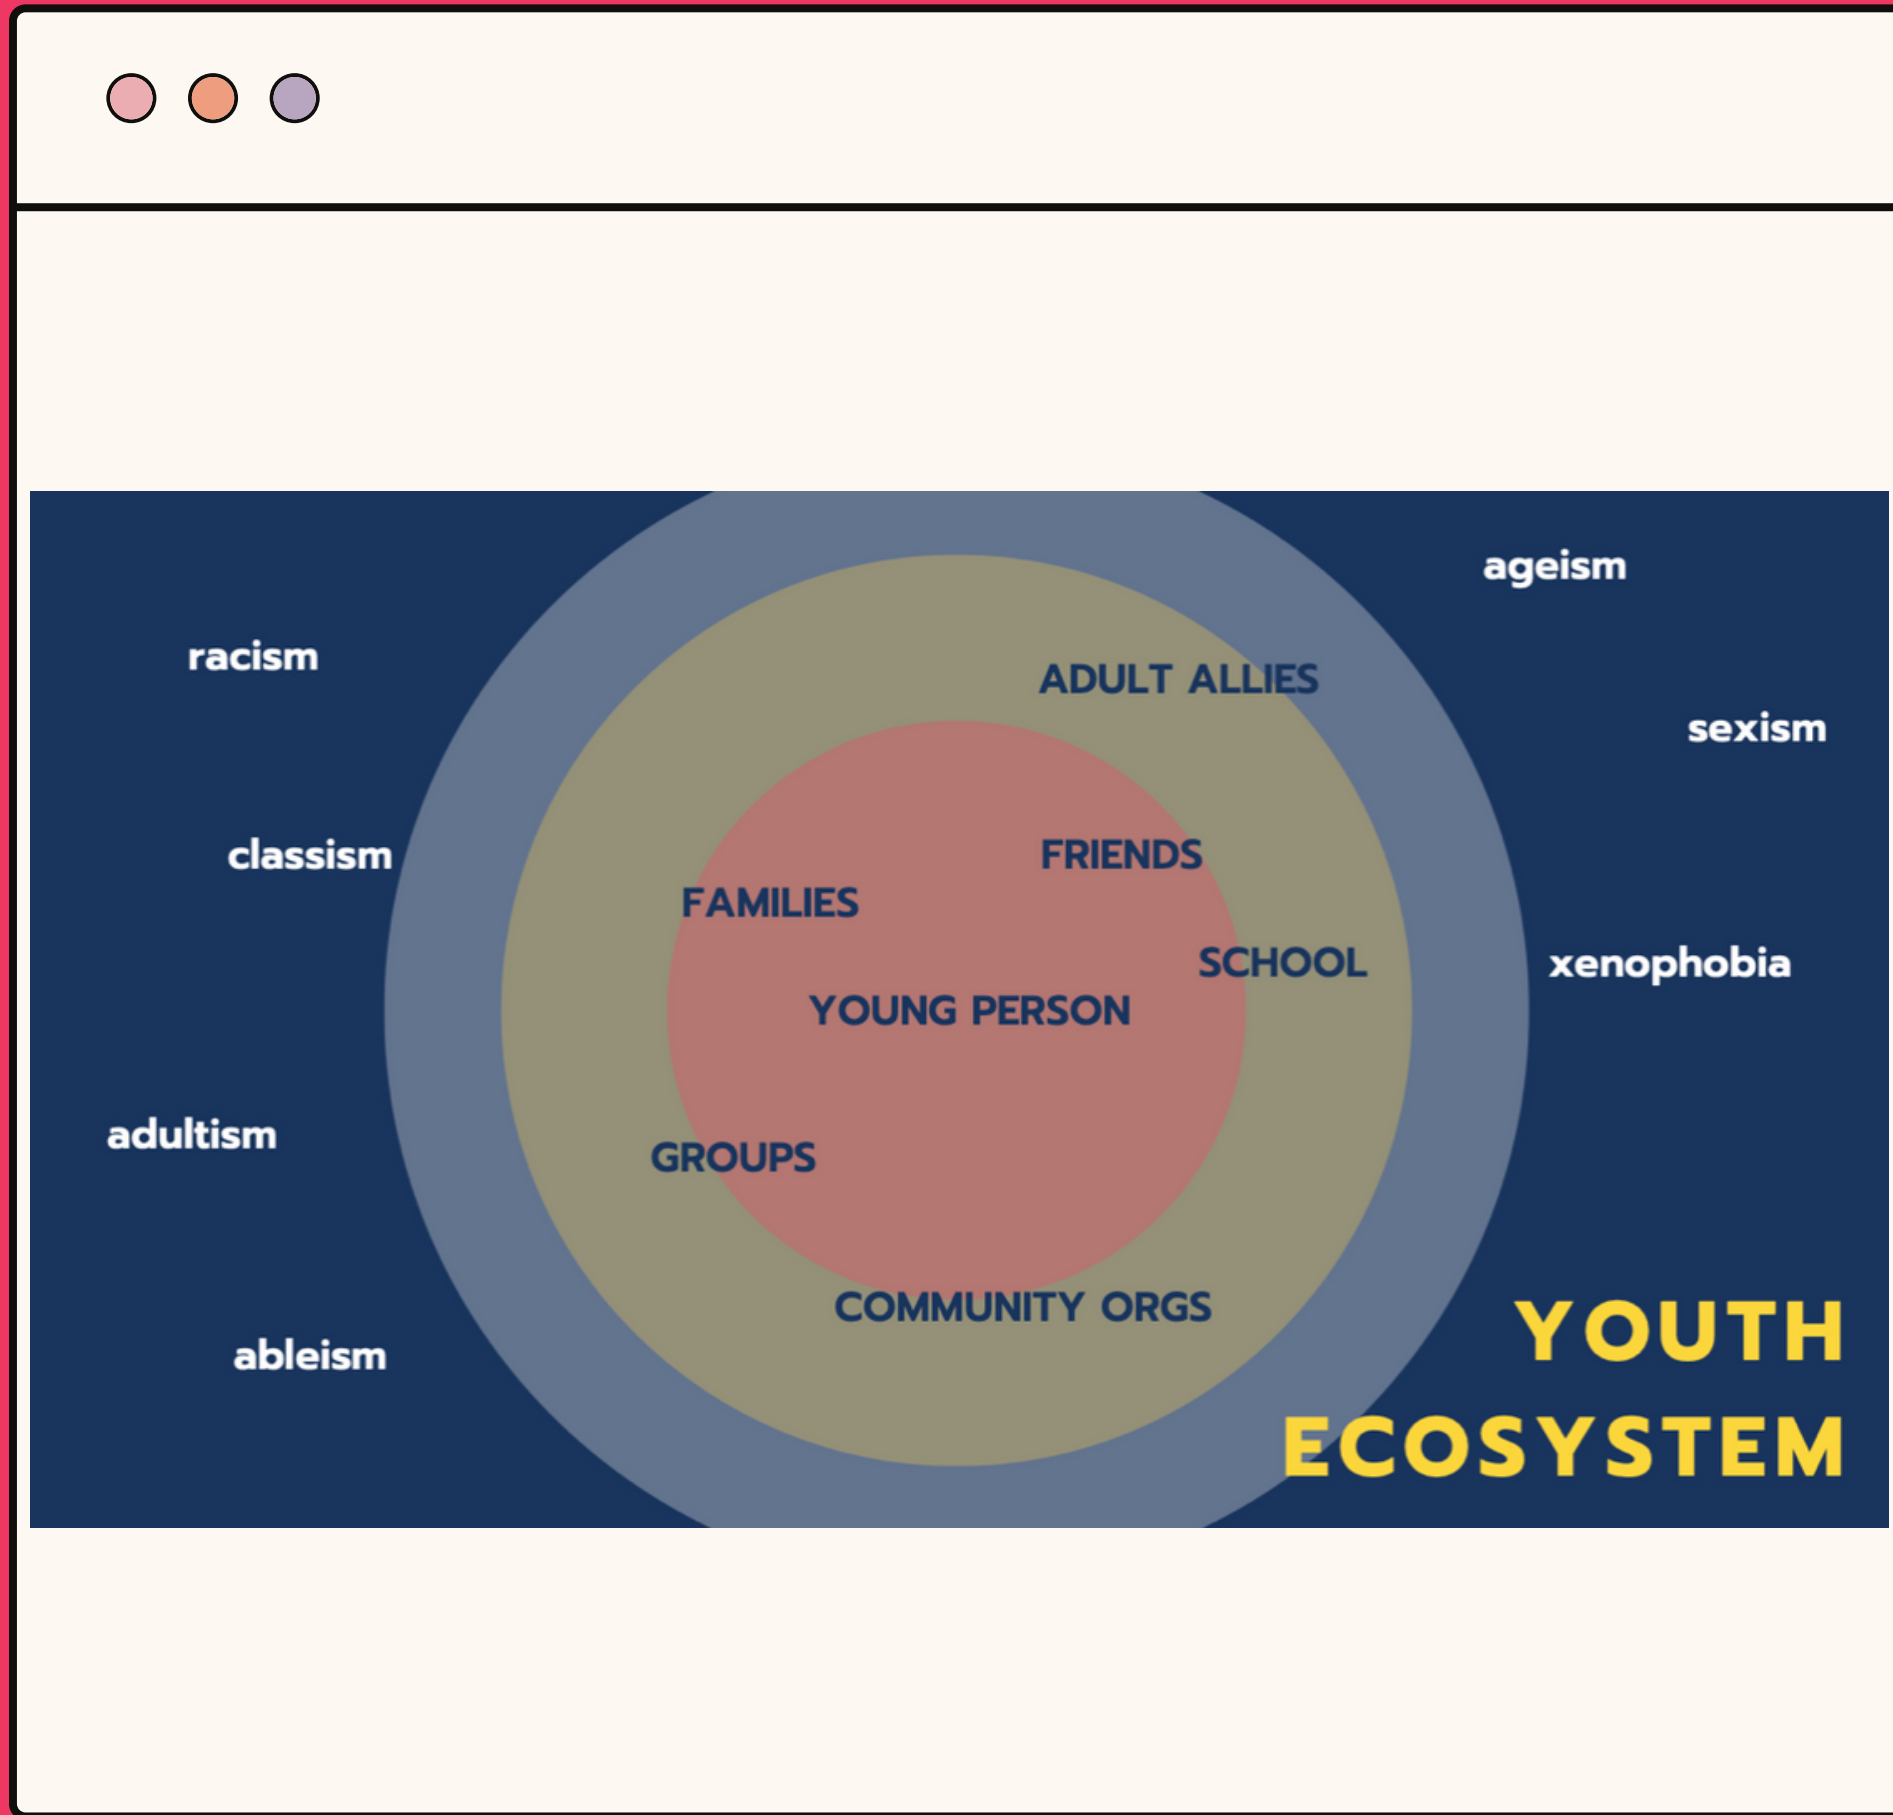 ageism
racism
ADULT ALLIES
sexism
FRIENDS
classism
FAMILIES
SCHOOL
xenophobia
YOUNG PERSON
adultism
GROUPS
COMMUNITY ORGS
ableism
YOUTH
ECOSYSTEM